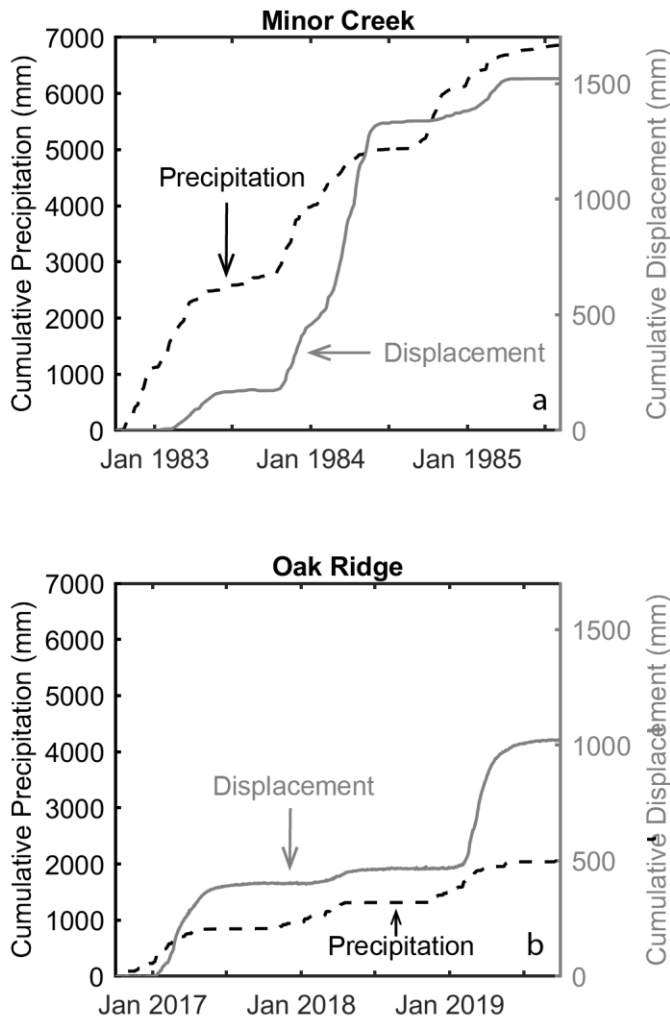 Minor Creek
Cumulative Precipitation (mm)
7000
6000
5000
4000
3000
2000
1000
0
Precipitation
Displacement
a
1500
1000
500
0
Cumulative Displacement (mm)
Jan 1983
Jan 1984
Jan 1985
Oak Ridge
Cumulative Precipitation (mm)
7000
6000
5000
4000
3000
2000
1000
0
Displacement
Precipitation
b
1500
1000
500
0
Cumulative Displacement (mm)
Jan 2017
Jan 2018
Jan 2019